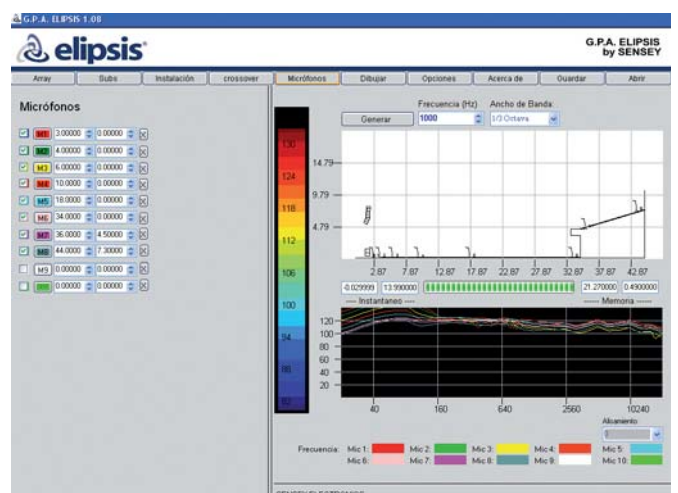 G.P.A. ELIPSIS 1.08
elipsis
G.P.A. ELIPSIS
by SENSEY
Array Subs Instalación crossover Micrófonos Dibujar Opciones Acerca de Guardar Abrir
Micrófonos
Frecuencia (Hz) Ancho de Banda:
Generar 1000 1/3 Octava
M1 3.00000 0.00000 X
M2 4.00000 0.00000 X
M3 6.00000 0.00000 X
M4 10.0000 0.00000 X
M5 18.0000 0.00000 X
M6 34.0000 0.00000 X
M7 36.0000 4.50000 X
M8 44.0000 7.30000 X
M9 0.00000 0.00000 X
0.00000 0.00000 X
130
124
118
112
106
100
94
88
82
14.79
9.79
4.79
2.87 7.87 12.87 17.87 22.87 27.87 32.87 37.87 42.87
-0.029999 13.990000 21.270000 0.4900000
Instantaneo Memoria
120
100
80
60
40
20
40 160 640 2560 10240
Alisamiento
Frecuencia: Mic 1: Mic 2: Mic 3: Mic 4: Mic 5:
Mic 6: Mic 7: Mic 8: Mic 9: Mic 10: